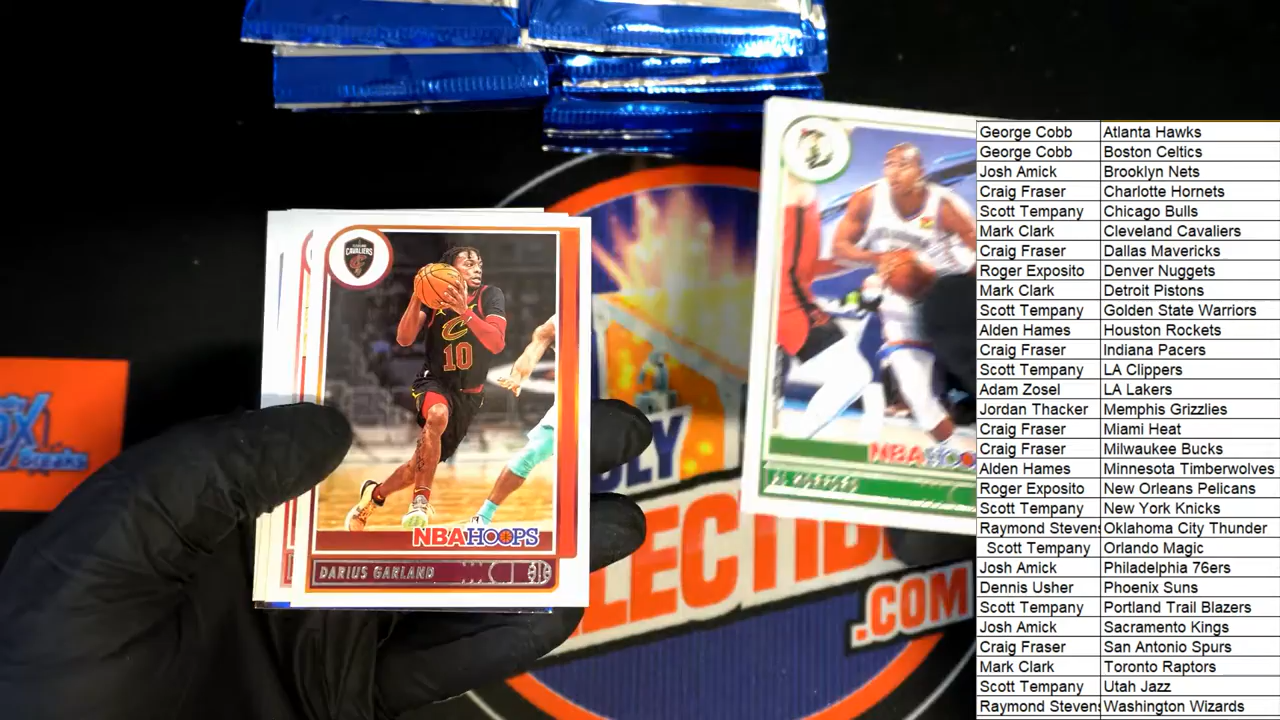 CAVALIERS
C
10
NBAHOOPS
DARIUS GARLAND
NBAHOO
LY
LECTIBL
.COM
OX
Breaks
George Cobb Atlanta Hawks
George Cobb Boston Celtics
Josh Amick Brooklyn Nets
Craig Fraser Charlotte Hornets
Scott Tempany Chicago Bulls
Mark Clark Cleveland Cavaliers
Craig Fraser Dallas Mavericks
Roger Exposito Denver Nuggets
Mark Clark Detroit Pistons
Scott Tempany Golden State Warriors
Alden Hames Houston Rockets
Craig Fraser Indiana Pacers
Scott Tempany LA Clippers
Adam Zosel LA Lakers
Jordan Thacker Memphis Grizzlies
Craig Fraser Miami Heat
Craig Fraser Milwaukee Bucks
Alden Hames Minnesota Timberwolves
Roger Exposito New Orleans Pelicans
Scott Tempany New York Knicks
Raymond Stevens Oklahoma City Thunder
Scott Tempany Orlando Magic
Josh Amick Philadelphia 76ers
Dennis Usher Phoenix Suns
Scott Tempany Portland Trail Blazers
Josh Amick Sacramento Kings
Craig Fraser San Antonio Spurs
Mark Clark Toronto Raptors
Scott Tempany Utah Jazz
Raymond Stevens Washington Wizards